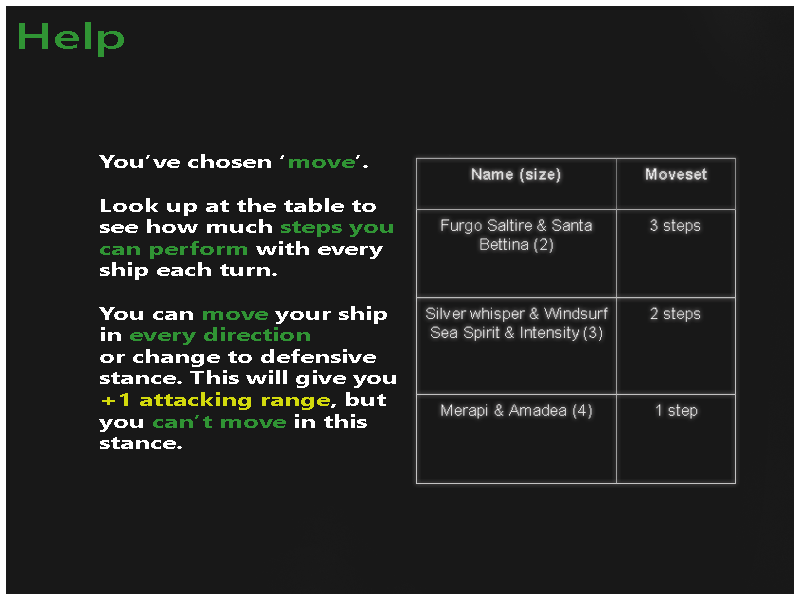 Help
You've chosen 'move'.
Look up at the table to
see how much steps you
can perform with every
ship each turn.
You can move your ship
in every direction
or change to defensive
stance. This will give you
+1 attacking range, but
you can't move in this
stance.
Name (size) Moveset
Furgo Saltire & Santa 3 steps
Bettina (2)
Silver whisper & Windsurf 2 steps
Sea Spirit & Intensity (3)
Merapi & Amadea (4) 1 step